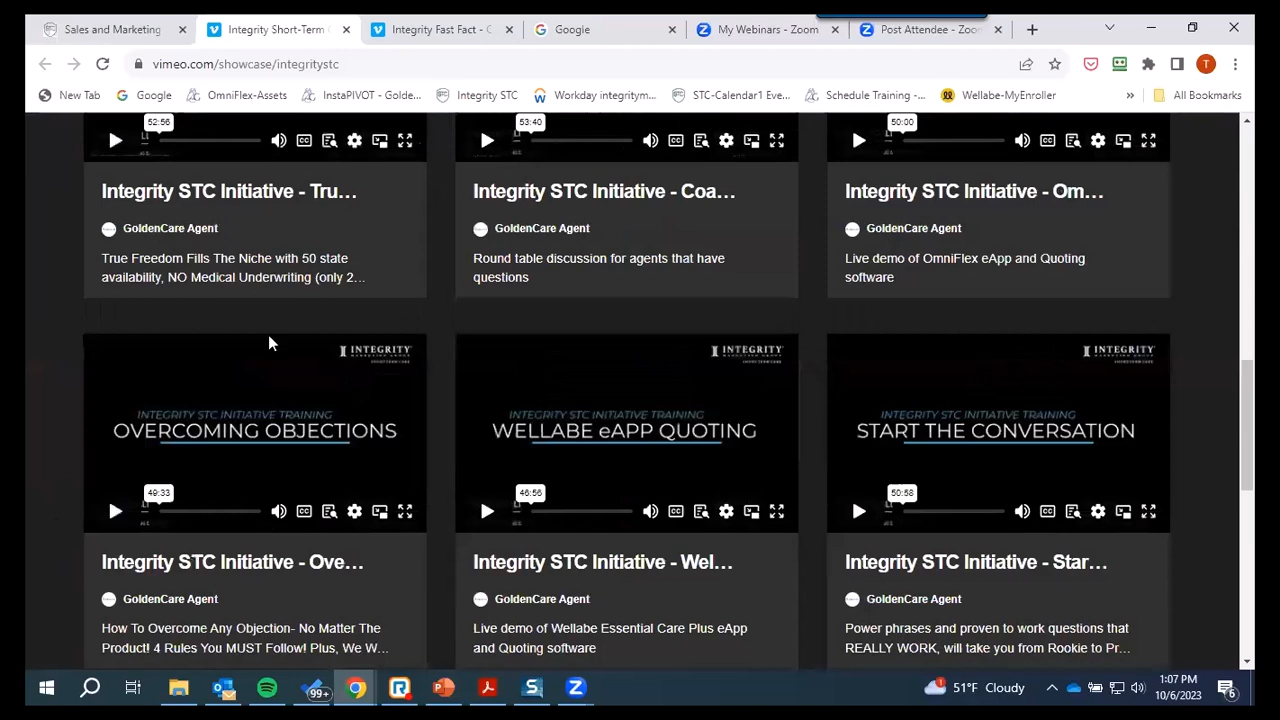 Sales and Marketing
Integrity Short-Term
Integrity Fast Fact - C
Google
My Webinars - Zoom
Post Attendee - Zoom
vimeo.com/showcase/integritystc
T
New Tab
Google
OmniFlex-Assets
InstaPIVOT - Golde...
Integrity STC
Workday integritym...
STC-Calendar1 Eve...
Schedule Training -...
Wellabe-MyEnroller
»
All Bookmarks
52:56
53:40
50:00
Integrity STC Initiative - Tru...
Integrity STC Initiative - Coa...
Integrity STC Initiative - Om...
GoldenCare Agent
GoldenCare Agent
GoldenCare Agent
True Freedom Fills The Niche with 50 state
availability, NO Medical Underwriting (only 2...
Round table discussion for agents that have
questions
Live demo of OmniFlex eApp and Quoting
software
INTEGRITY
INTEGRITY
INTEGRITY
INTEGRITY STC INITIATIVE TRAINING
OVERCOMING OBJECTIONS
INTEGRITY STC INITIATIVE TRAINING
WELLABE eAPP QUOTING
INTEGRITY STC INITIATIVE TRAINING
START THE CONVERSATION
49:33
46:56
50:58
Integrity STC Initiative - Ove...
Integrity STC Initiative - Wel...
Integrity STC Initiative - Star...
GoldenCare Agent
GoldenCare Agent
GoldenCare Agent
How To Overcome Any Objection- No Matter The
Product! 4 Rules You MUST Follow! Plus, We W...
Live demo of Wellabe Essential Care Plus eApp
and Quoting software
Power phrases and proven to work questions that
REALLY WORK, will take you from Rookie to Pr...
99+
51°F Cloudy
1:07 PM
10/6/2023
6